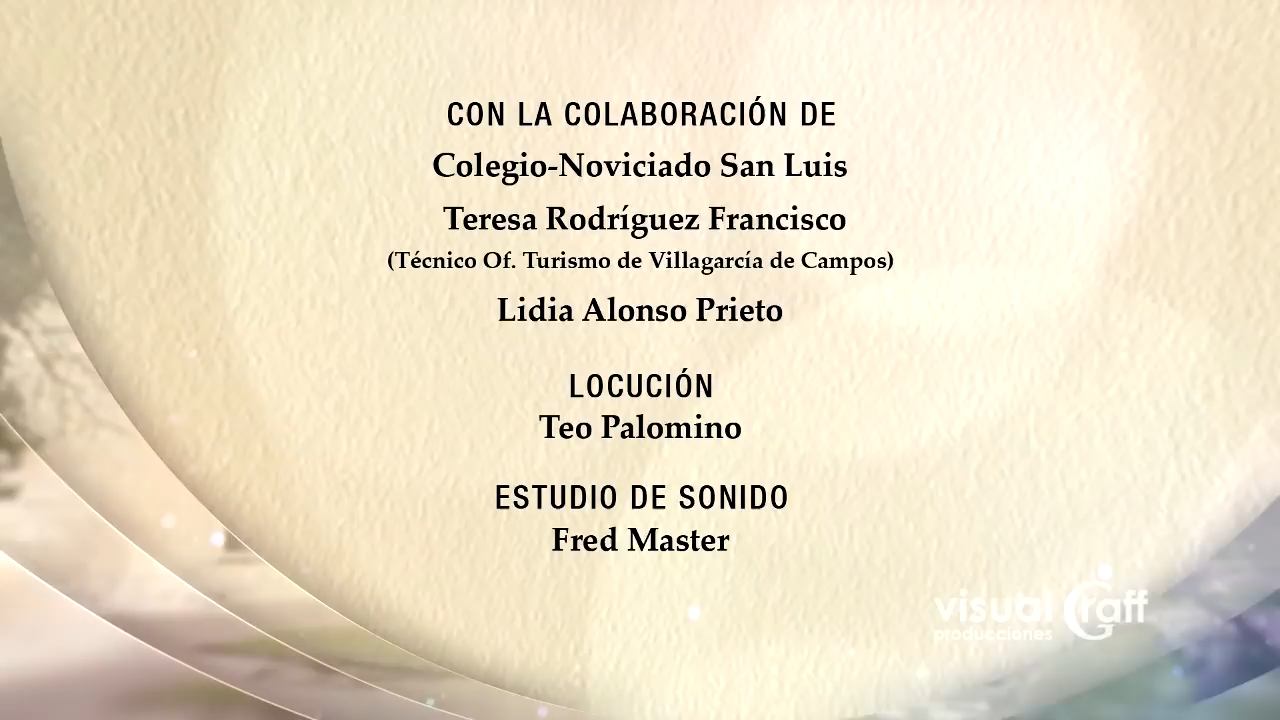 CON LA COLABORACIÓN DE
Colegio-Noviciado San Luis
Teresa Rodríguez Francisco
(Técnico Of. Turismo de Villagarcía de Campos)
Lidia Alonso Prieto
LOCUCIÓN
Teo Palomino
ESTUDIO DE SONIDO
Fred Master
visual Graff
producciones